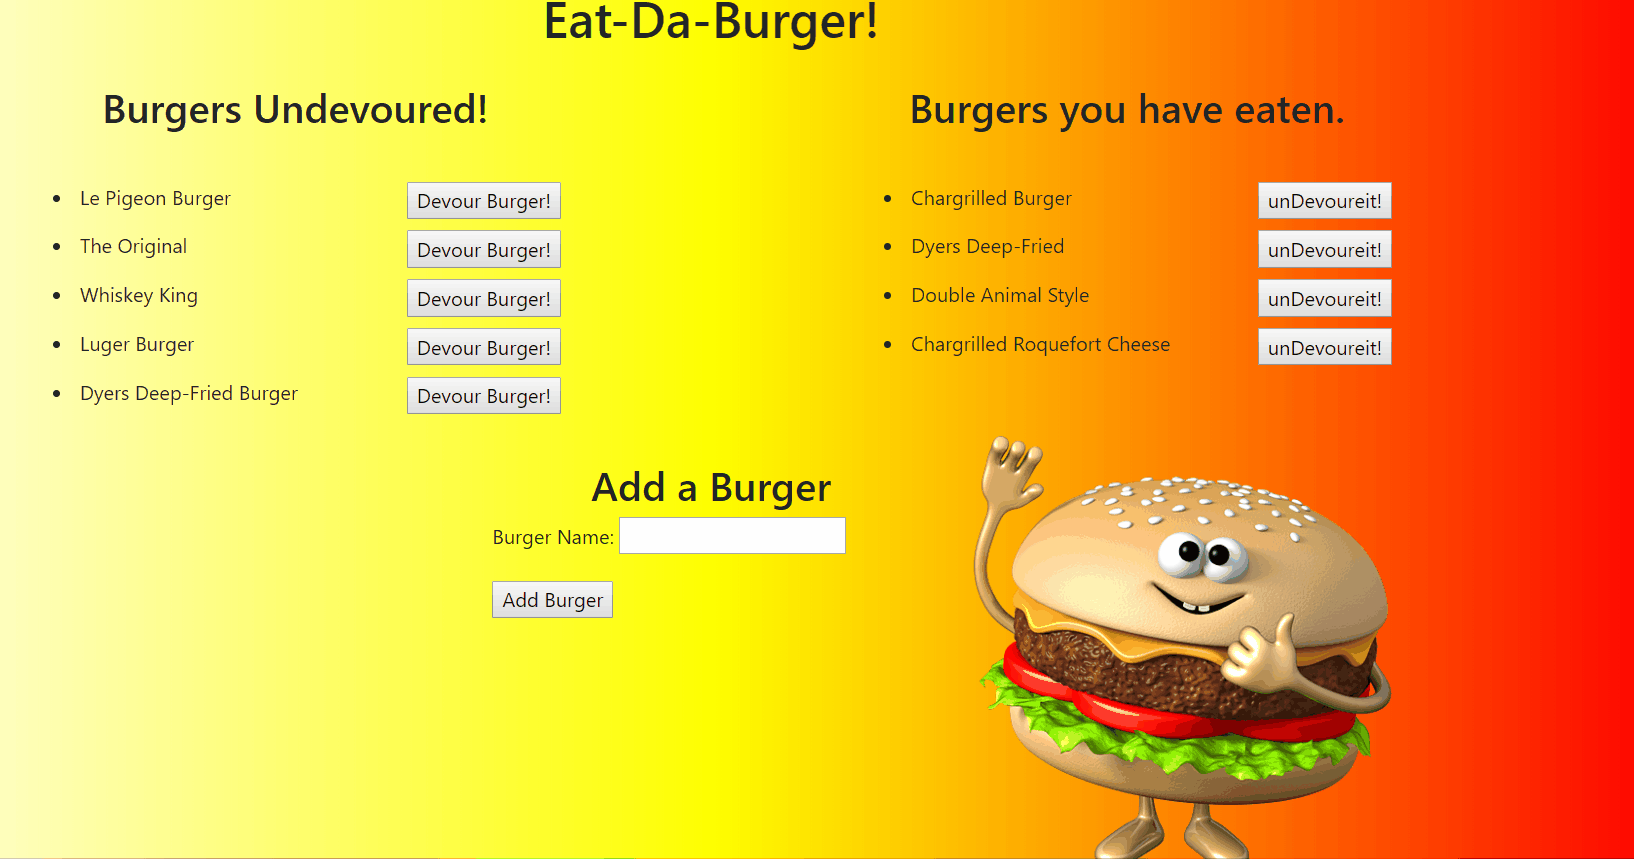 Eat-Da-Burger!
Burgers Undevoured!
Le Pigeon Burger Devour Burger!
The Original Devour Burger!
Whiskey King Devour Burger!
Luger Burger Devour Burger!
Dyers Deep-Fried Burger Devour Burger!
Burgers you have eaten.
Chargrilled Burger unDevoureit!
Dyers Deep-Fried unDevoureit!
Double Animal Style unDevoureit!
Chargrilled Roquefort Cheese unDevoureit!
Add a Burger
Burger Name:
Add Burger